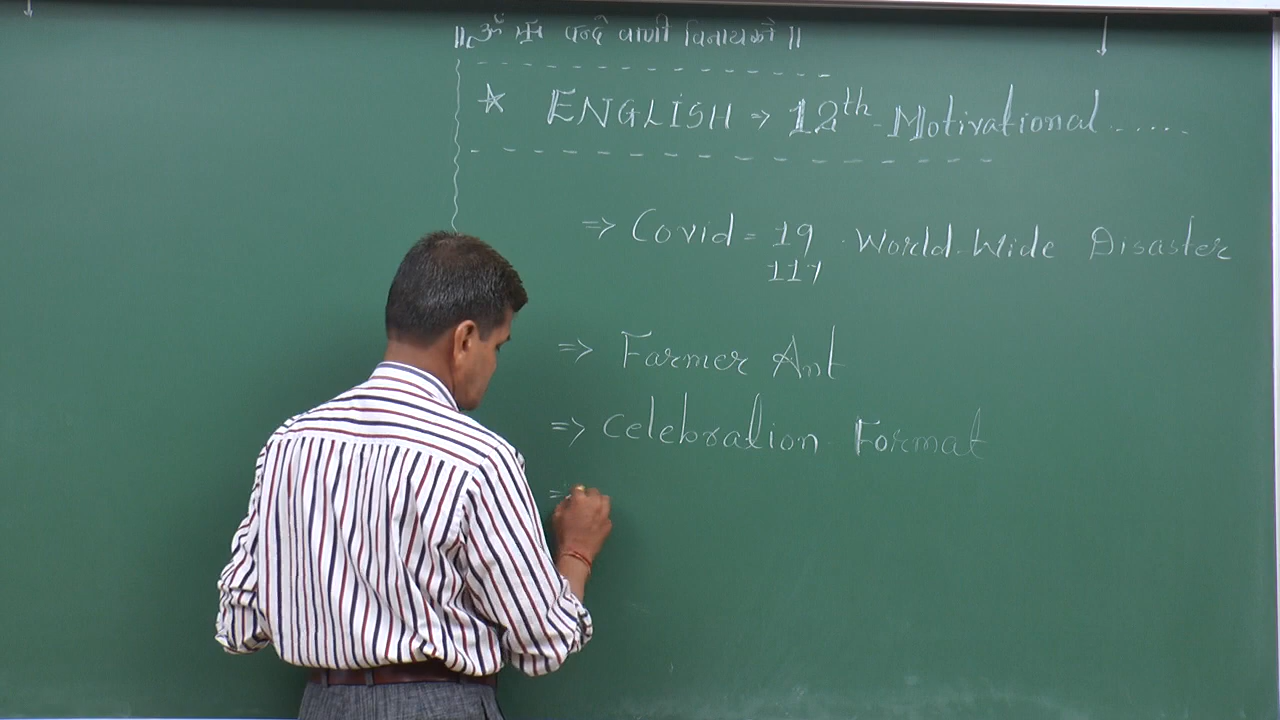 ॥ ॐ वन्दे वाणी विनायकौ ॥
☆ ENGLISH ⇒ 12th - Motivational ......
⇒ Covid = 19 . World-Wide Disaster
117
⇒ Farmer Ant
⇒ Celebration Format
=